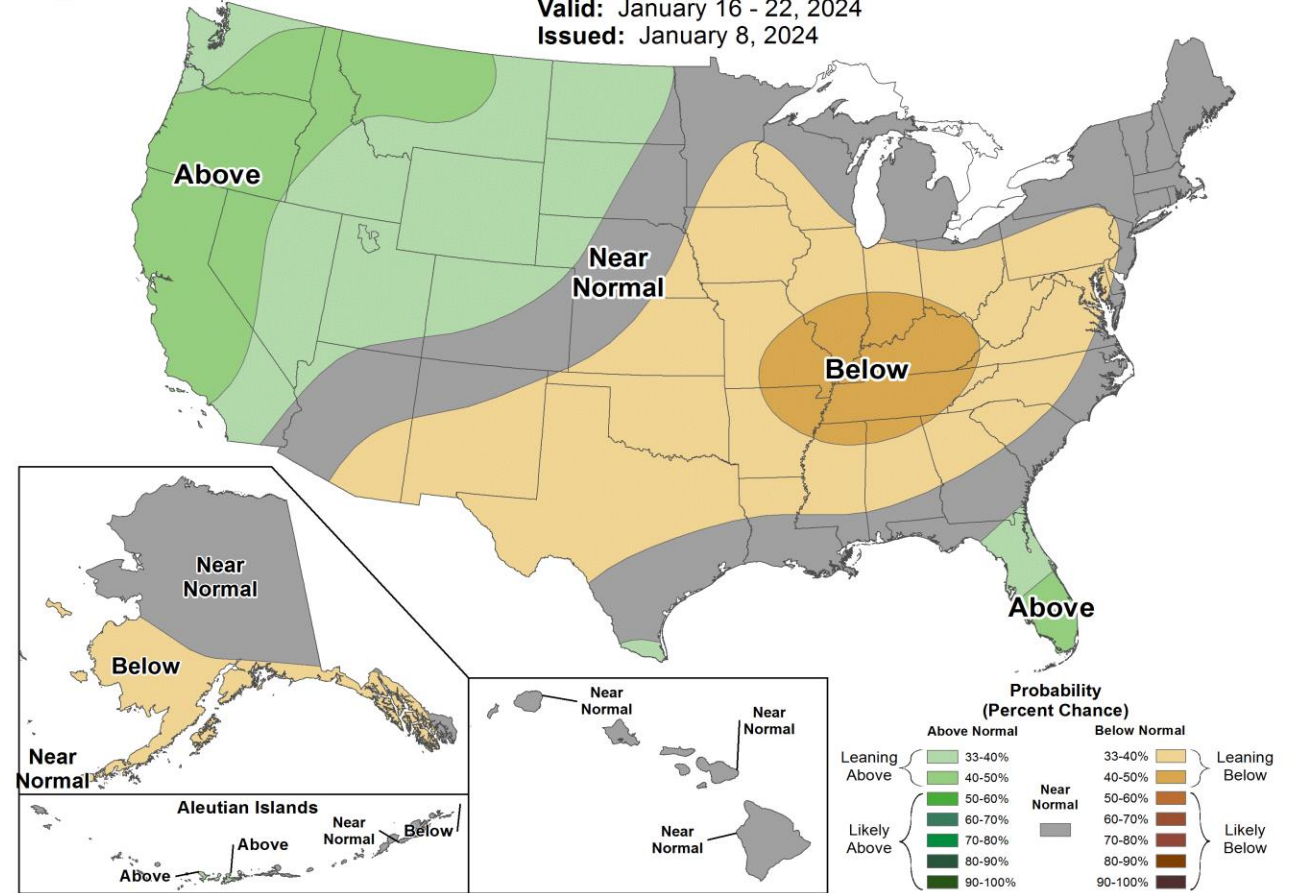 Valid: January 16 - 22, 2024
Issued: January 8, 2024
Above
Near
Normal
Below
Above
Near
Normal
Below
Near
Normal
Aleutian Islands
Above
Above
Near
Normal
Below
Near
Normal
Near
Normal
Near
Normal
Probability
(Percent Chance)
Above Normal
Below Normal
Leaning
Above
33-40%
40-50%
Likely
Above
50-60%
60-70%
70-80%
80-90%
90-100%
Near
Normal
33-40%
40-50%
Leaning
Below
50-60%
60-70%
70-80%
80-90%
90-100%
Likely
Below